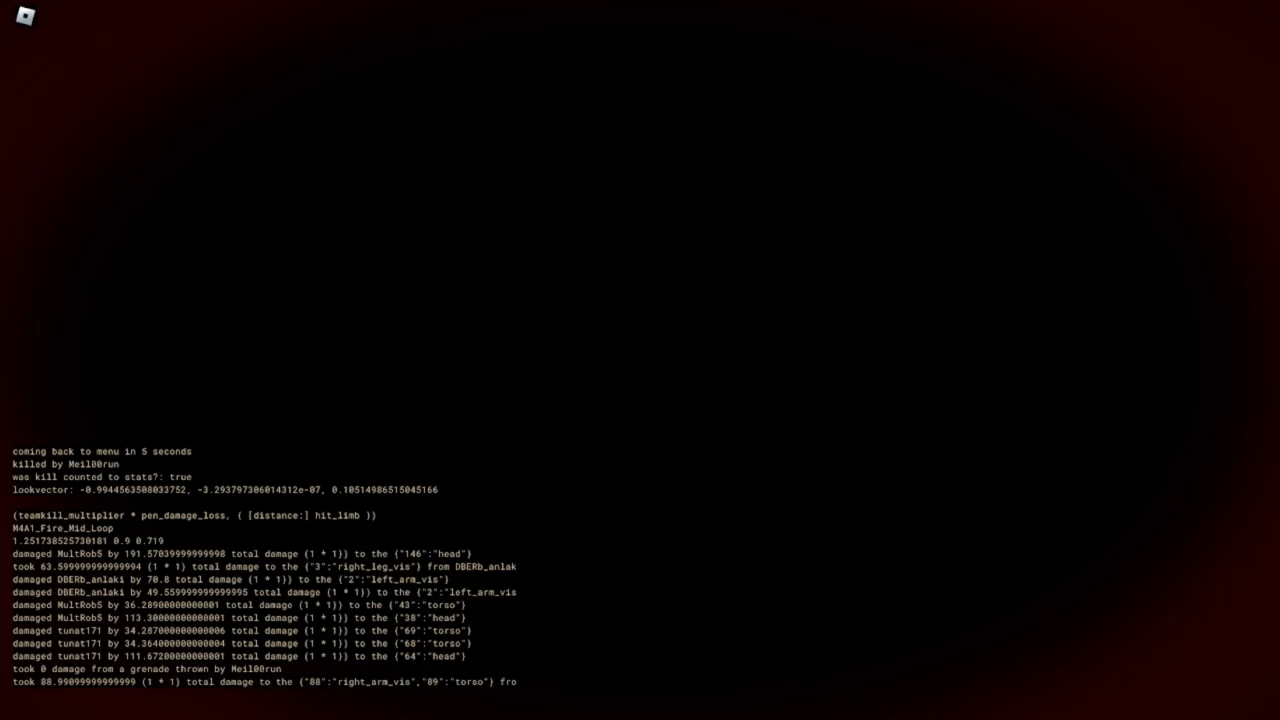 coming back to menu in 5 seconds
killed by Meil00run
was kill counted to stats?: true
lookvector: -0.9944563508033752, -3.293797306014312e-07, 0.10514986515045166
(teamkill_multiplier * pen_damage_loss, { [distance:] hit_limb })
M4A1_Fire_Mid_Loop
1.251738525730181 0.9 0.719
damaged MultRob5 by 191.57039999999998 total damage (1 * 1)) to the {"146":"head"}
took 63.599999999999994 (1 * 1) total damage to the {"3":"right_leg_vis"} from DBERb_anlak
damaged DBERb_anlaki by 70.8 total damage (1 * 1)) to the {"2":"left_arm_vis"}
damaged DBERb_anlaki by 49.559999999999995 total damage (1 * 1)) to the {"2":"left_arm_vis
damaged MultRob5 by 36.28900000000001 total damage (1 * 1)) to the {"43":"torso"}
damaged MultRob5 by 113.30000000000001 total damage (1 * 1)) to the {"38":"head"}
damaged tunat171 by 34.287000000000006 total damage (1 * 1)) to the {"69":"torso"}
damaged tunat171 by 34.364000000000004 total damage (1 * 1)) to the {"68":"torso"}
damaged tunat171 by 111.67200000000001 total damage (1 * 1)) to the {"64":"head"}
took 0 damage from a grenade thrown by Meil00run
took 88.99099999999999 (1 * 1) total damage to the {"88":"right_arm_vis","89":"torso"} fro